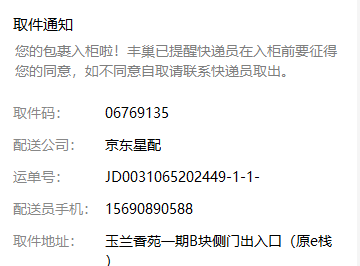 取件通知
您的包裹入柜啦！丰巢已提醒快递员在入柜前要征得
您的同意，如不同意自取请联系快递员取出。
取件码： 06769135
配送公司： 京东星配
运单号： JD0031065202449-1-1-
配送员手机： 15690890588
取件地址： 玉兰香苑一期B块侧门出入口（原e栈
）